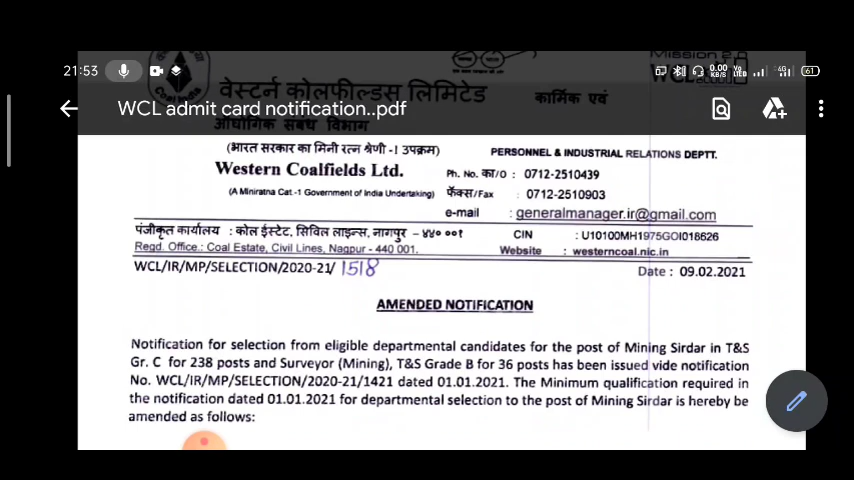 21:53
0.00 KB/S
4G
61
Coal India
Mission 2
WCL
वेस्टर्न कोलफील्ड्स लिमिटेड कार्मिक एवं
WCL admit card notification..pdf
औद्योगिक संबंध विभाग
(भारत सरकार का मिनी रत्न श्रेणी -I उपक्रम)
PERSONNEL & INDUSTRIAL RELATIONS DEPTT.
Western Coalfields Ltd.
Ph. No. का/O : 0712-2510439
(A Miniratna Cat.-1 Government of India Undertaking)
फॅक्स/Fax : 0712-2510903
e-mail : generalmanager.ir@gmail.com
पंजीकृत कार्यालय : कोल ईस्टेट, सिविल लाइन्स, नागपुर - ४४० ००१
CIN : U10100MH1975GOI018626
Regd. Office.: Coal Estate, Civil Lines, Nagpur - 440 001.
Website : westerncoal.nic.in
WCL/IR/MP/SELECTION/2020-21/ 1518
Date : 09.02.2021
AMENDED NOTIFICATION
Notification for selection from eligible departmental candidates for the post of Mining Sirdar in T&S
Gr. C for 238 posts and Surveyor (Mining), T&S Grade B for 36 posts has been issued vide notification
No. WCL/IR/MP/SELECTION/2020-21/1421 dated 01.01.2021. The Minimum qualification required in
the notification dated 01.01.2021 for departmental selection to the post of Mining Sirdar is hereby be
amended as follows: